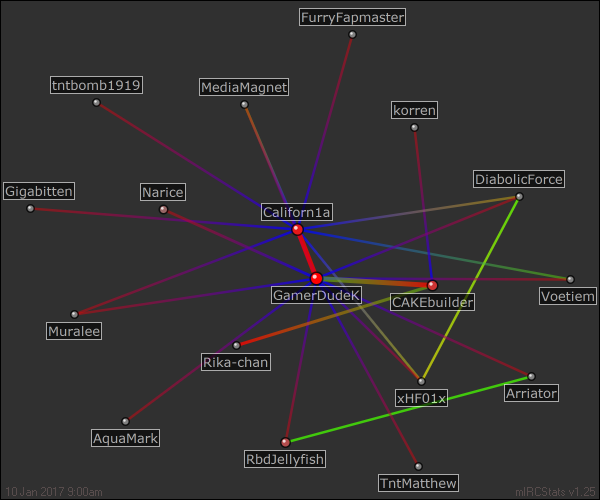 FurryFapmaster
tntbomb1919
MediaMagnet
korren
DiabolicForce
Gigabitten
Narice
Californ1a
GamerDudeK
CAKEbuilder
Voetiem
Muralee
Rika-chan
xHF01x
Arriator
AquaMark
RbdJellyfish
TntMatthew
10 Jan 2017 9:00am
mIRCStats v1.25